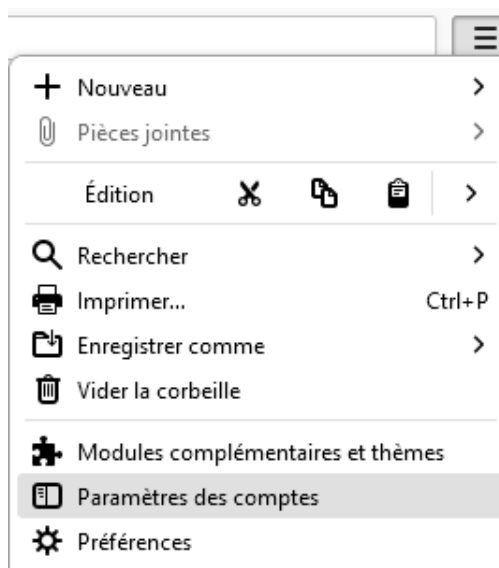 Nouveau
Pièces jointes
Édition
Rechercher
Imprimer... Ctrl+P
Enregistrer comme
Vider la corbeille
Modules complémentaires et thèmes
Paramètres des comptes
Préférences